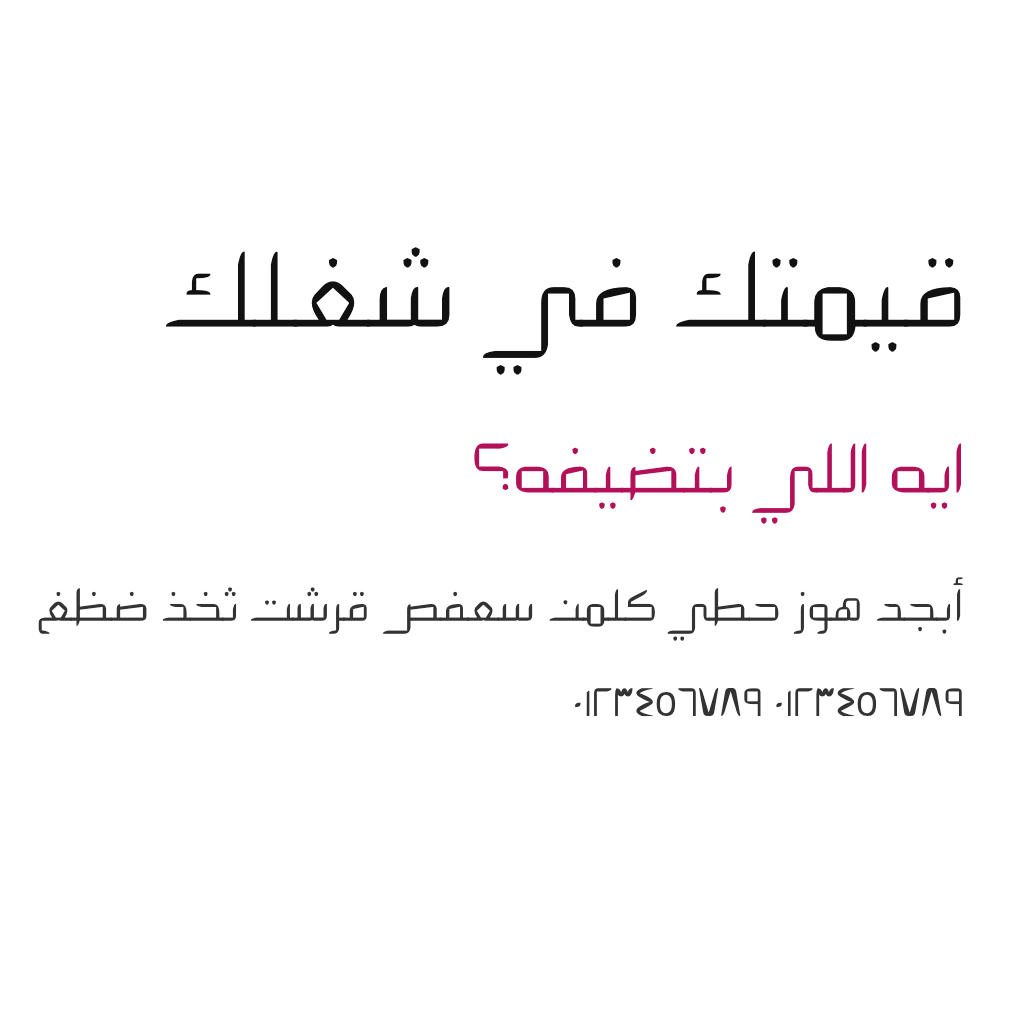 قيمتك في شغلك
ايه اللي بتضيفه؟
أبجد هوز حطي كلمن سعفص قرشت ثخذ ضظغ
٠١٢٣٤٥٦٧٨٩ ٠١٢٣٤٥٦٧٨٩